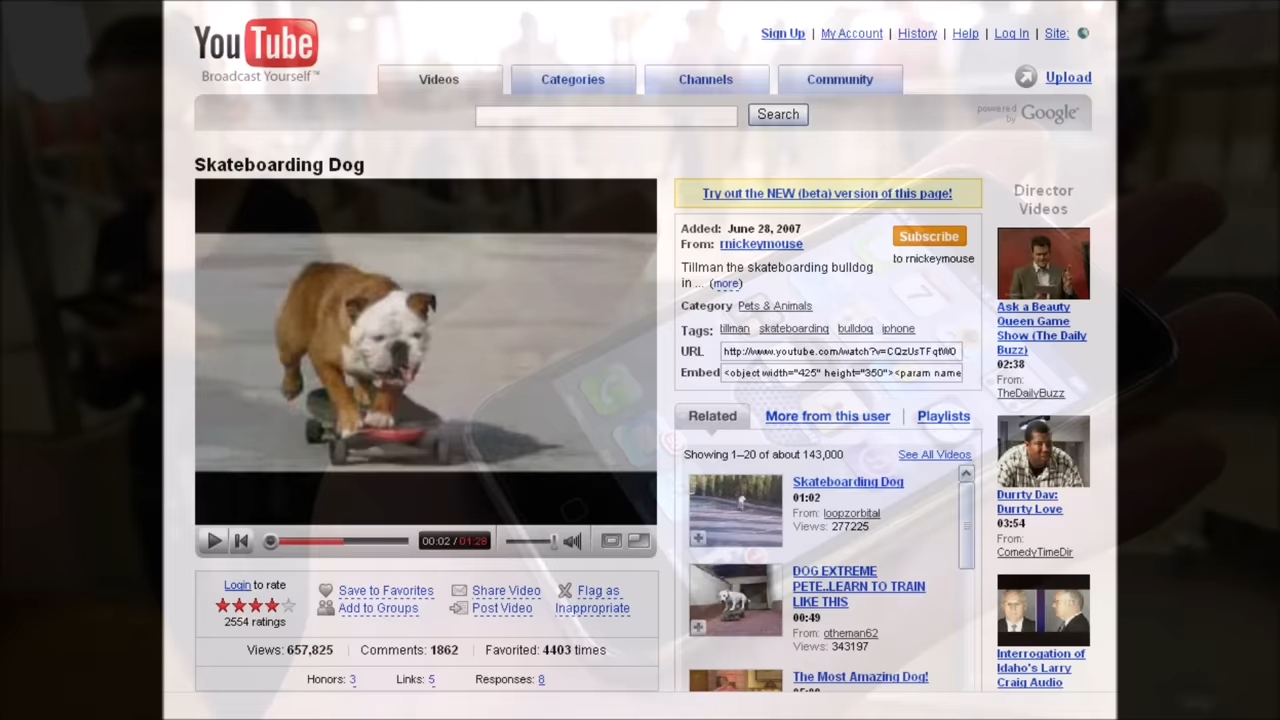 YouTube
Broadcast Yourself™
Sign Up | My Account | History | Help | Log In | Site:
Videos
Categories
Channels
Community
Upload
Search
powered by Google™
Skateboarding Dog
Try out the NEW (beta) version of this page!
Added: June 28, 2007
From: rnickeymouse
Subscribe
to rnickeymouse
Tillman the skateboarding bulldog
in ... (more)
Category Pets & Animals
Tags: tillman skateboarding bulldog iphone
URL http://www.youtube.com/watch?v=CQzUsTFqtW0
Embed <object width="425" height="350"><param name
00:02 / 01:28
Login to rate
2554 ratings
Save to Favorites
Add to Groups
Share Video
Post Video
Flag as
Inappropriate
Views: 657,825 | Comments: 1862 | Favorited: 4403 times
Honors: 3 Links: 5 Responses: 8
Related
More from this user | Playlists
Showing 1–20 of about 143,000
See All Videos
Skateboarding Dog
01:02
From: loopzorbital
Views: 277225
DOG EXTREME
PETE..LEARN TO TRAIN
LIKE THIS
00:49
From: otheman62
Views: 343197
The Most Amazing Dog!
Director
Videos
Ask a Beauty
Queen Game
Show (The Daily
Buzz)
02:38
From:
TheDailyBuzz
Durrty Dav:
Durrty Love
03:54
From:
ComedyTimeDir
Interrogation of
Idaho's Larry
Craig Audio